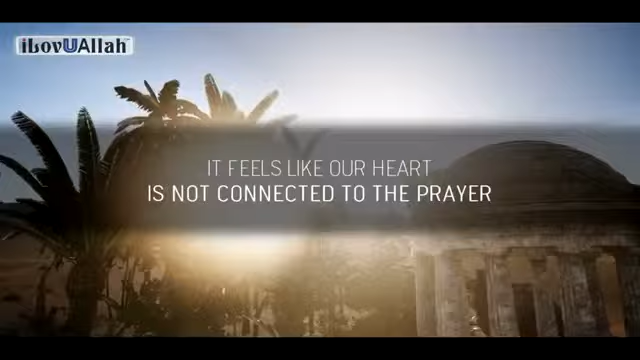 iLovUAllah
IT FEELS LIKE OUR HEART
IS NOT CONNECTED TO THE PRAYER